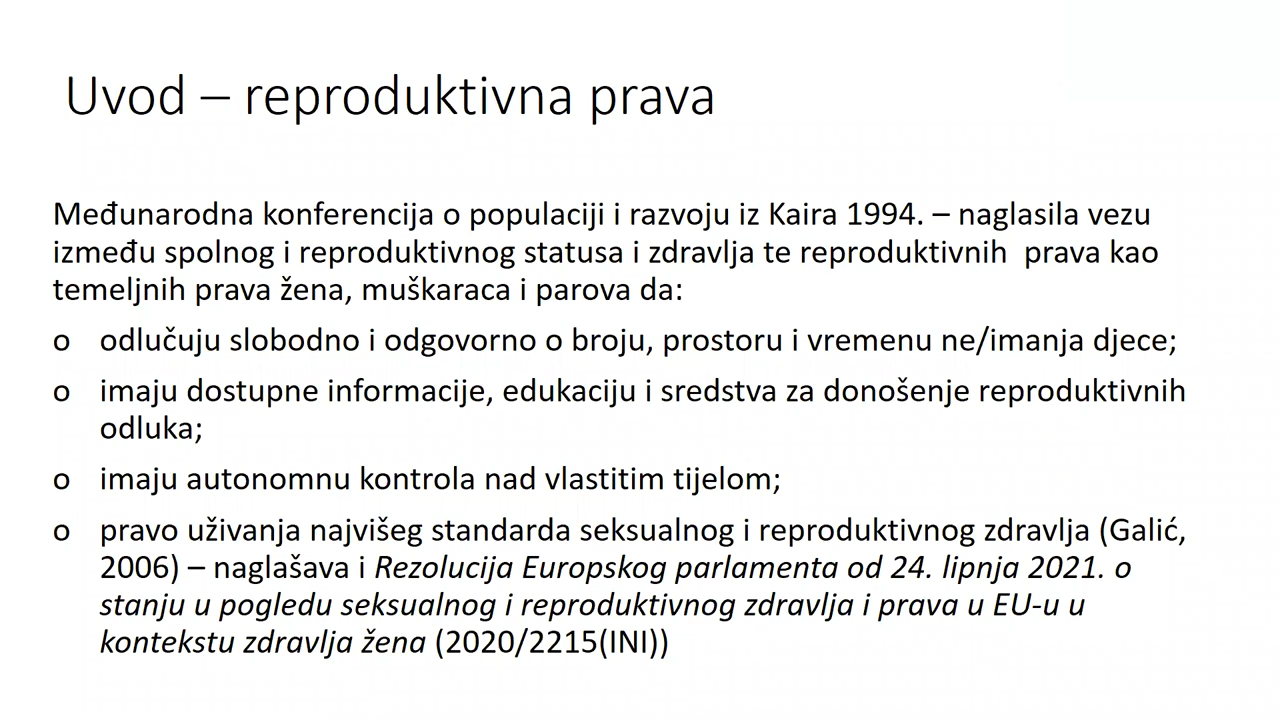 Uvod – reproduktivna prava
Međunarodna konferencija o populaciji i razvoju iz Kaira 1994. – naglasila vezu
između spolnog i reproduktivnog statusa i zdravlja te reproduktivnih  prava kao
temeljnih prava žena, muškaraca i parova da:
o odlučuju slobodno i odgovorno o broju, prostoru i vremenu ne/imanja djece;
o imaju dostupne informacije, edukaciju i sredstva za donošenje reproduktivnih
odluka;
o imaju autonomnu kontrola nad vlastitim tijelom;
o pravo uživanja najvišeg standarda seksualnog i reproduktivnog zdravlja (Galić,
2006) – naglašava i Rezolucija Europskog parlamenta od 24. lipnja 2021. o
stanju u pogledu seksualnog i reproduktivnog zdravlja i prava u EU-u u
kontekstu zdravlja žena (2020/2215(INI))